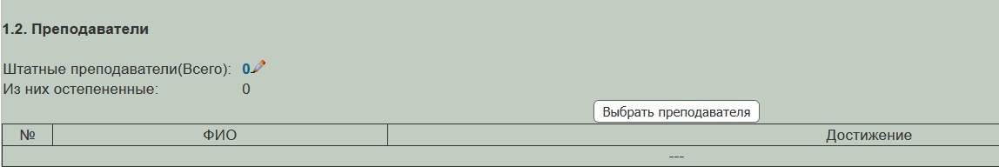 1.2. Преподаватели
Штатные преподаватели(Всего): 0
Из них остепененные: 0
Выбрать преподавателя
№ ФИО Достижение
---